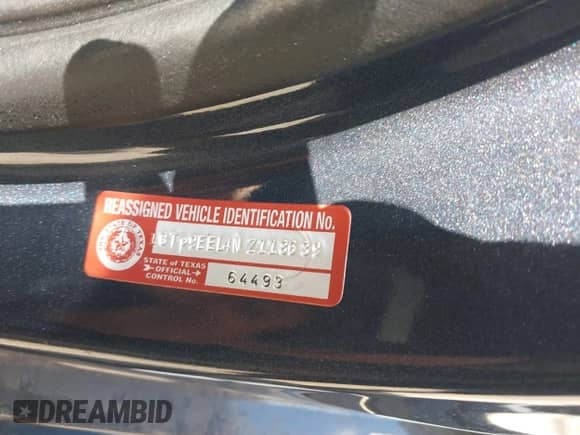 REASSIGNED VEHICLE IDENTIFICATION No.
STATE of TEXAS
OFFICIAL
CONTROL No.
64493
DREAMBID